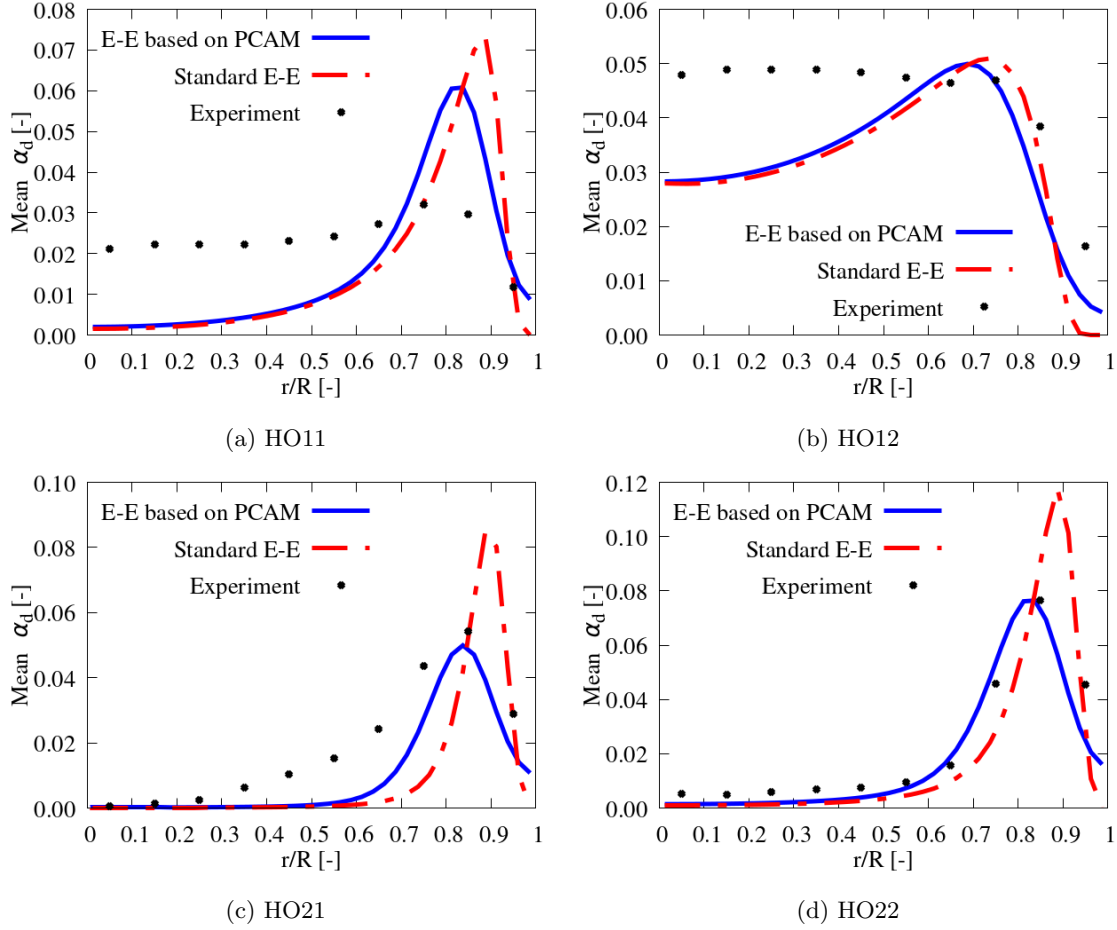 0.08
0.07
0.06
0.05
0.04
0.03
0.02
0.01
0.00
Mean α_d [-]
E-E based on PCAM
Standard E-E
Experiment
0 0.1 0.2 0.3 0.4 0.5 0.6 0.7 0.8 0.9 1
r/R [-]
(a) HO11
0.06
0.05
0.04
0.03
0.02
0.01
0.00
Mean α_d [-]
E-E based on PCAM
Standard E-E
Experiment
0 0.1 0.2 0.3 0.4 0.5 0.6 0.7 0.8 0.9 1
r/R [-]
(b) HO12
0.10
0.08
0.06
0.04
0.02
0.00
Mean α_d [-]
E-E based on PCAM
Standard E-E
Experiment
0 0.1 0.2 0.3 0.4 0.5 0.6 0.7 0.8 0.9 1
r/R [-]
(c) HO21
0.12
0.10
0.08
0.06
0.04
0.02
0.00
Mean α_d [-]
E-E based on PCAM
Standard E-E
Experiment
0 0.1 0.2 0.3 0.4 0.5 0.6 0.7 0.8 0.9 1
r/R [-]
(d) HO22